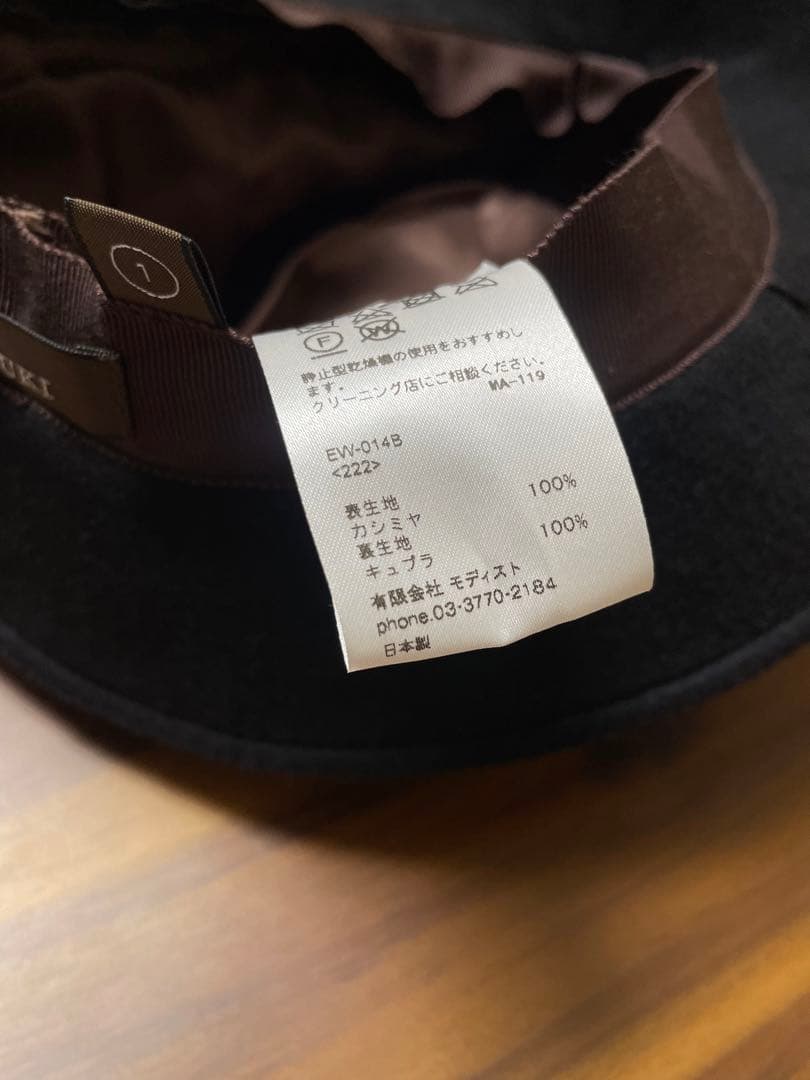 1
UKI
F W
静止型乾燥機の使用をおすすめし
ます。
クリーニング店にご相談ください。
MA-119
EW-014B
<222>
表生地 100%
カシミヤ
裏生地 100%
キュプラ
有限会社 モディスト
phone.03-3770-2184
日本製